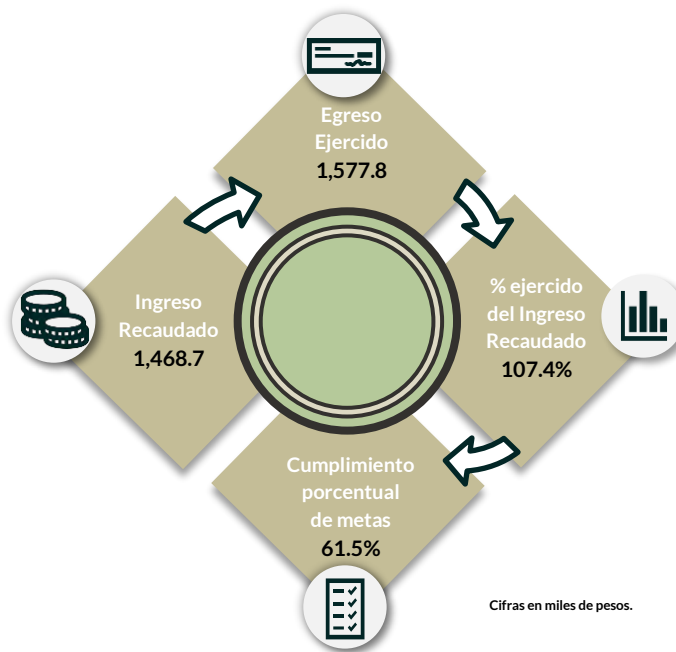 Egreso
Ejercido
1,577.8
Ingreso
Recaudado
1,468.7
% ejercido
del Ingreso
Recaudado
107.4%
Cumplimiento
porcentual
de metas
61.5%
Cifras en miles de pesos.